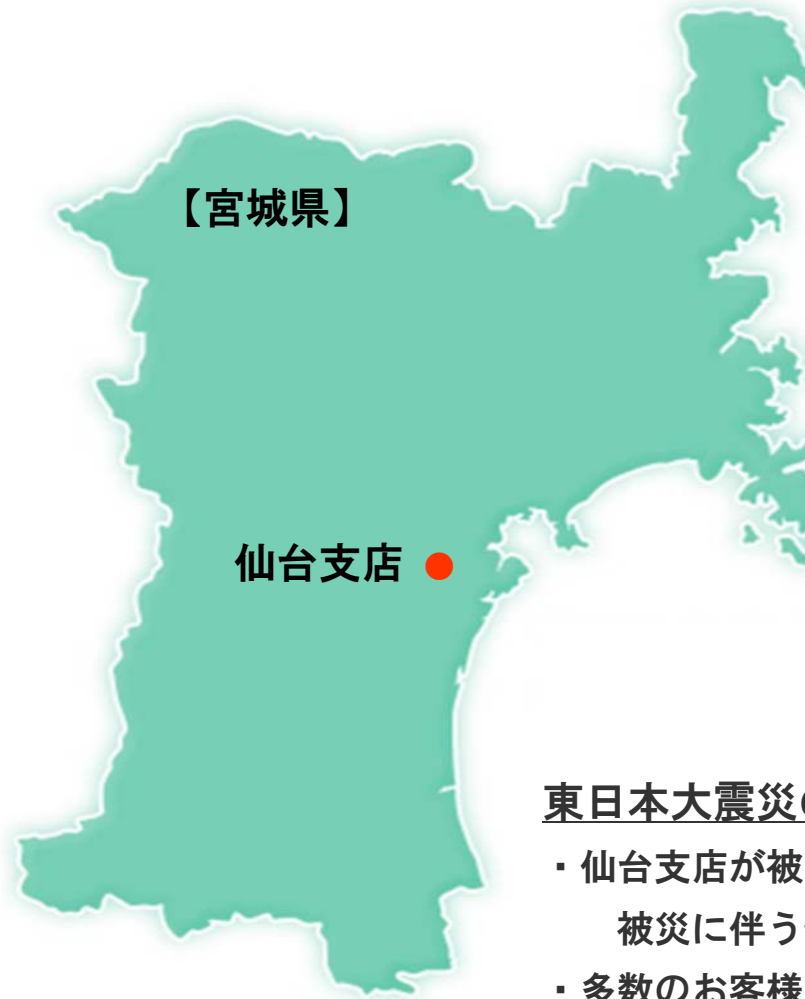 【宮城県】
仙台支店
東日本大震災
・仙台支店が被
被災に伴う
・多数のお客様